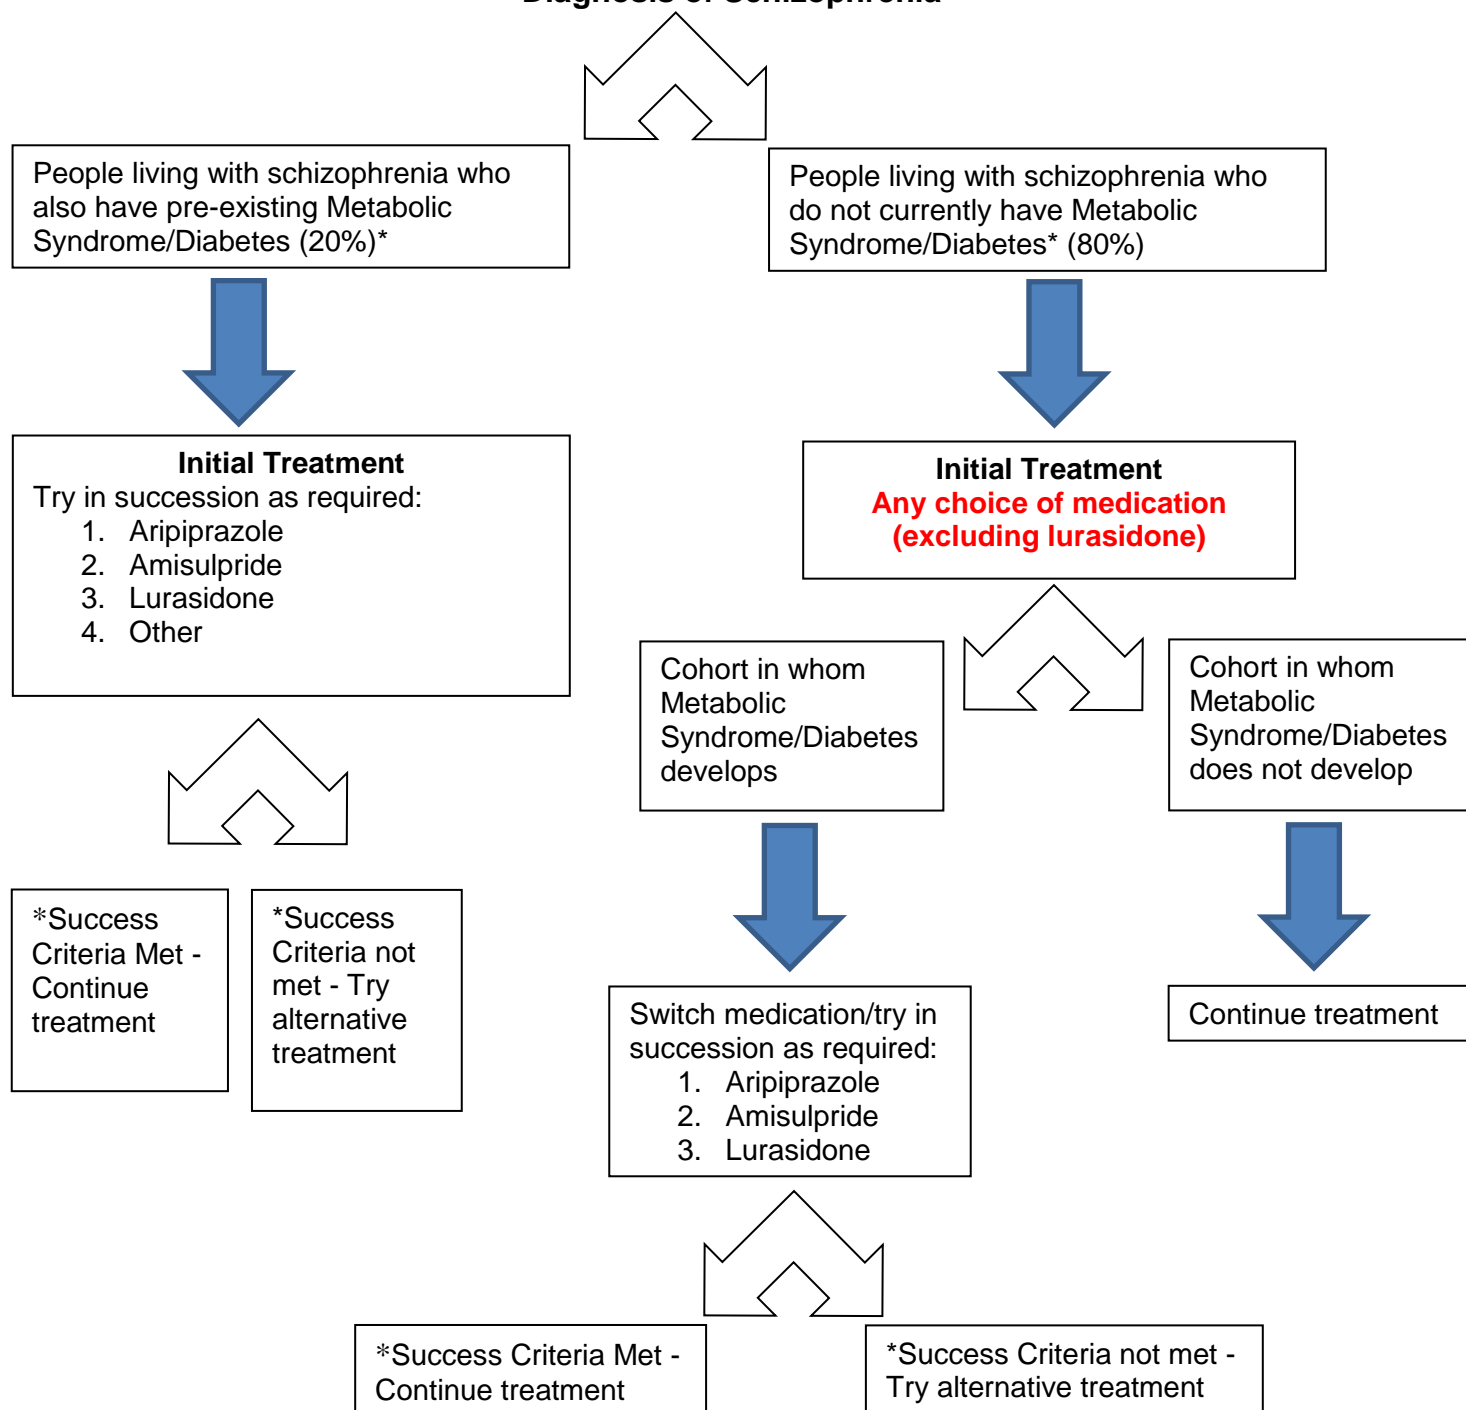 Diagnosis of Schizophrenia
People living with schizophrenia who
also have pre-existing Metabolic
Syndrome/Diabetes (20%)*
People living with schizophrenia who
do not currently have Metabolic
Syndrome/Diabetes* (80%)
Initial Treatment
Try in succession as required:
1. Aripiprazole
2. Amisulpride
3. Lurasidone
4. Other
Initial Treatment
Any choice of medication
(excluding lurasidone)
Cohort in whom
Metabolic
Syndrome/Diabetes
develops
Cohort in whom
Metabolic
Syndrome/Diabetes
does not develop
*Success
Criteria Met -
Continue
treatment
*Success
Criteria not
met - Try
alternative
treatment
Switch medication/try in
succession as required:
1. Aripiprazole
2. Amisulpride
3. Lurasidone
Continue treatment
*Success Criteria Met -
Continue treatment
*Success Criteria not met -
Try alternative treatment